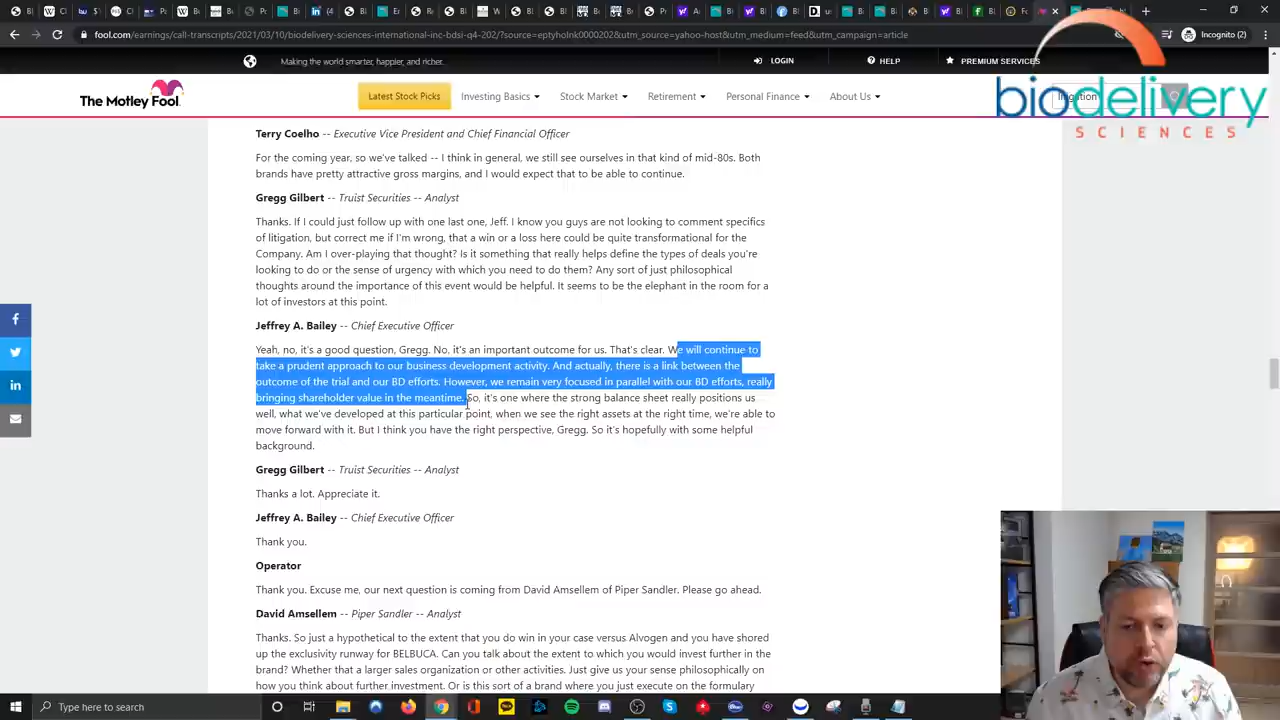 Incognito (2)
fool.com/earnings/call-transcripts/2021/03/10/biodelivery-sciences-international-inc-bdsi-q4-202/?source=eptyholnk0000202&utm_source=yahoo-host&utm_medium=feed&utm_campaign=article
Making the world smarter, happier, and richer.
LOGIN
HELP
PREMIUM SERVICES
The Motley Fool
Latest Stock Picks
Investing Basics
Stock Market
Retirement
Personal Finance
About Us
litigation
biodelivery
SCIENCES
Terry Coelho -- Executive Vice President and Chief Financial Officer
For the coming year, so we've talked -- I think in general, we still see ourselves in that kind of mid-80s. Both
brands have pretty attractive gross margins, and I would expect that to be able to continue.
Gregg Gilbert -- Truist Securities -- Analyst
Thanks. If I could just follow up with one last one, Jeff. I know you guys are not looking to comment specifics
of litigation, but correct me if I'm wrong, that a win or a loss here could be quite transformational for the
Company. Am I over-playing that thought? Is it something that really helps define the types of deals you're
looking to do or the sense of urgency with which you need to do them? Any sort of just philosophical
thoughts around the importance of this event would be helpful. It seems to be the elephant in the room for a
lot of investors at this point.
Jeffrey A. Bailey -- Chief Executive Officer
Yeah, no, it's a good question, Gregg. No, it's an important outcome for us. That's clear. We will continue to
take a prudent approach to our business development activity. And actually, there is a link between the
outcome of the trial and our BD efforts. However, we remain very focused in parallel with our BD efforts, really
bringing shareholder value in the meantime. So, it's one where the strong balance sheet really positions us
well, what we've developed at this particular point, when we see the right assets at the right time, we're able to
move forward with it. But I think you have the right perspective, Gregg. So it's hopefully with some helpful
background.
Gregg Gilbert -- Truist Securities -- Analyst
Thanks a lot. Appreciate it.
Jeffrey A. Bailey -- Chief Executive Officer
Thank you.
Operator
Thank you. Excuse me, our next question is coming from David Amsellem of Piper Sandler. Please go ahead.
David Amsellem -- Piper Sandler -- Analyst
Thanks. So just a hypothetical to the extent that you do win in your case versus Alvogen and you have shored
up the exclusivity runway for BELBUCA. Can you talk about the extent to which you would invest further in the
brand? Whether that a larger sales organization or other activities. Just give us your sense philosophically on
how you think about further investment. Or is this sort of a brand where you just execute on the formulary
Type here to search